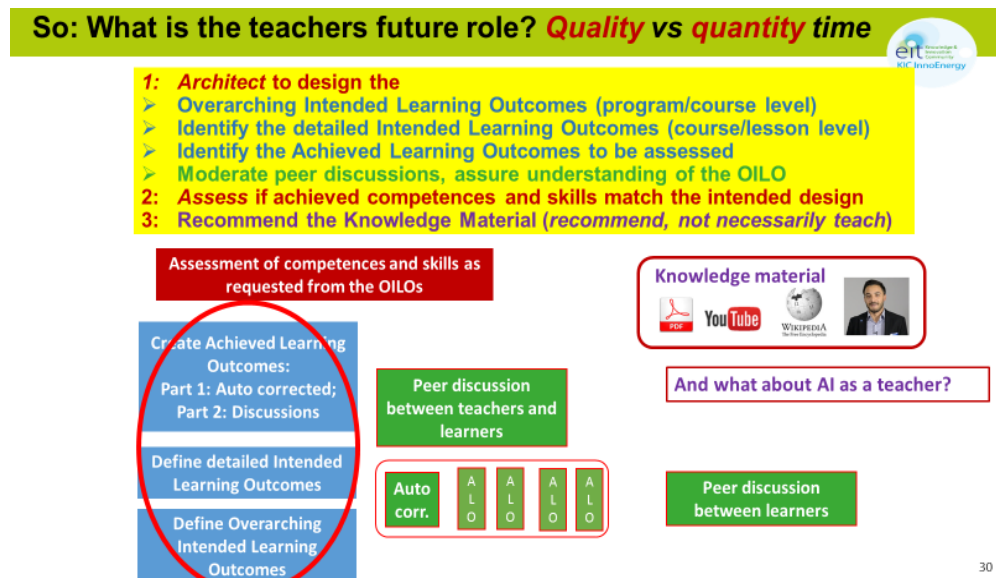 So: What is the teachers future role? Quality vs quantity time
eit Knowledge &
Innovation
Community
KIC InnoEnergy
1: Architect to design the
➢ Overarching Intended Learning Outcomes (program/course level)
➢ Identify the detailed Intended Learning Outcomes (course/lesson level)
➢ Identify the Achieved Learning Outcomes to be assessed
➢ Moderate peer discussions, assure understanding of the OILO
2: Assess if achieved competences and skills match the intended design
3: Recommend the Knowledge Material (recommend, not necessarily teach)
Assessment of competences and skills as
requested from the OILOs
Knowledge material
PDF
YouTube
WIKIPEDIA
The Free Encyclopedia
Create Achieved Learning
Outcomes:
Part 1: Auto corrected;
Part 2: Discussions
Peer discussion
between teachers and
learners
And what about AI as a teacher?
Define detailed Intended
Learning Outcomes
Auto
corr.
A
L
O
A
L
O
A
L
O
A
L
O
Peer discussion
between learners
Define Overarching
Intended Learning
Outcomes
30